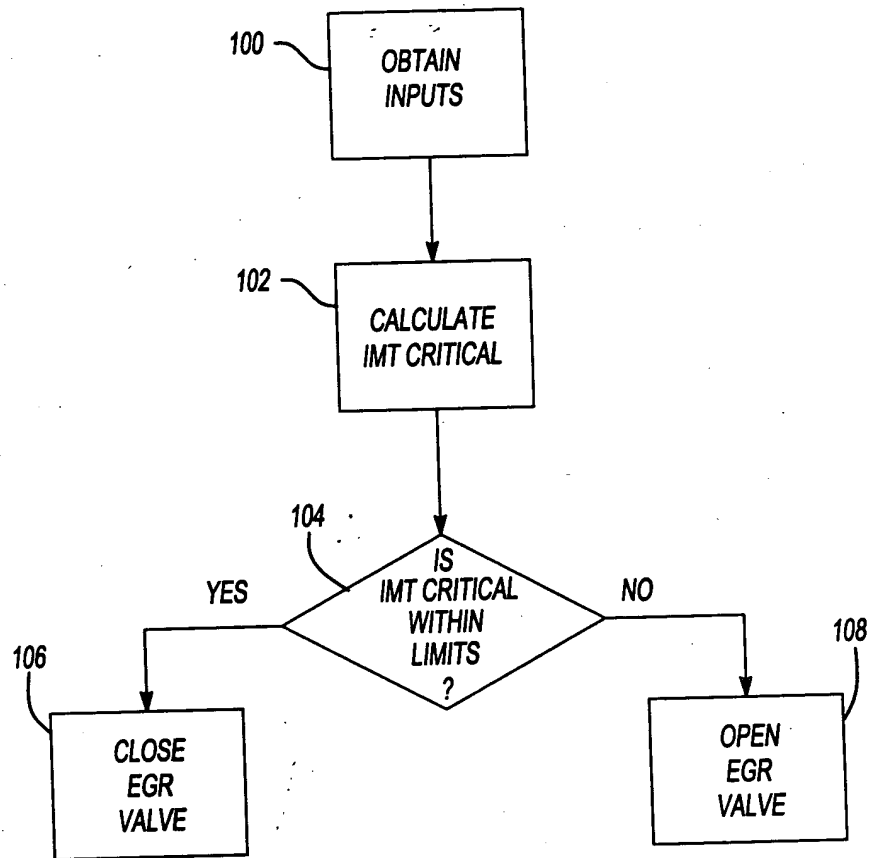 100
OBTAIN
INPUTS
102
CALCULATE
IMT CRITICAL
104
IS
IMT CRITICAL
WITHIN
LIMITS
?
YES
NO
106
CLOSE
EGR
VALVE
108
OPEN
EGR
VALVE